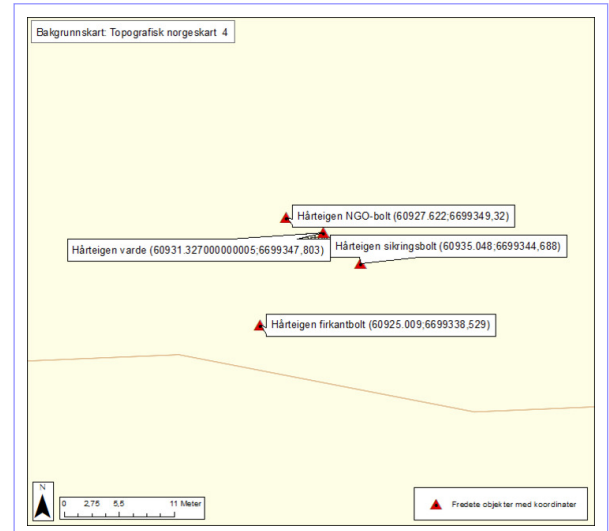 Bakgrunnskart: Topografisk norgeskart 4
Hårteigen NGO-bolt (60927.622;6699349,32)
Hårteigen varde (60931.327000000005;6699347,803)
Hårteigen sikringsbolt (60935.048;6699344,688)
Hårteigen firkantbolt (60925.009;6699338,529)
N
0 2,75 5,5 11 Meter
Fredete objekter med koordinater